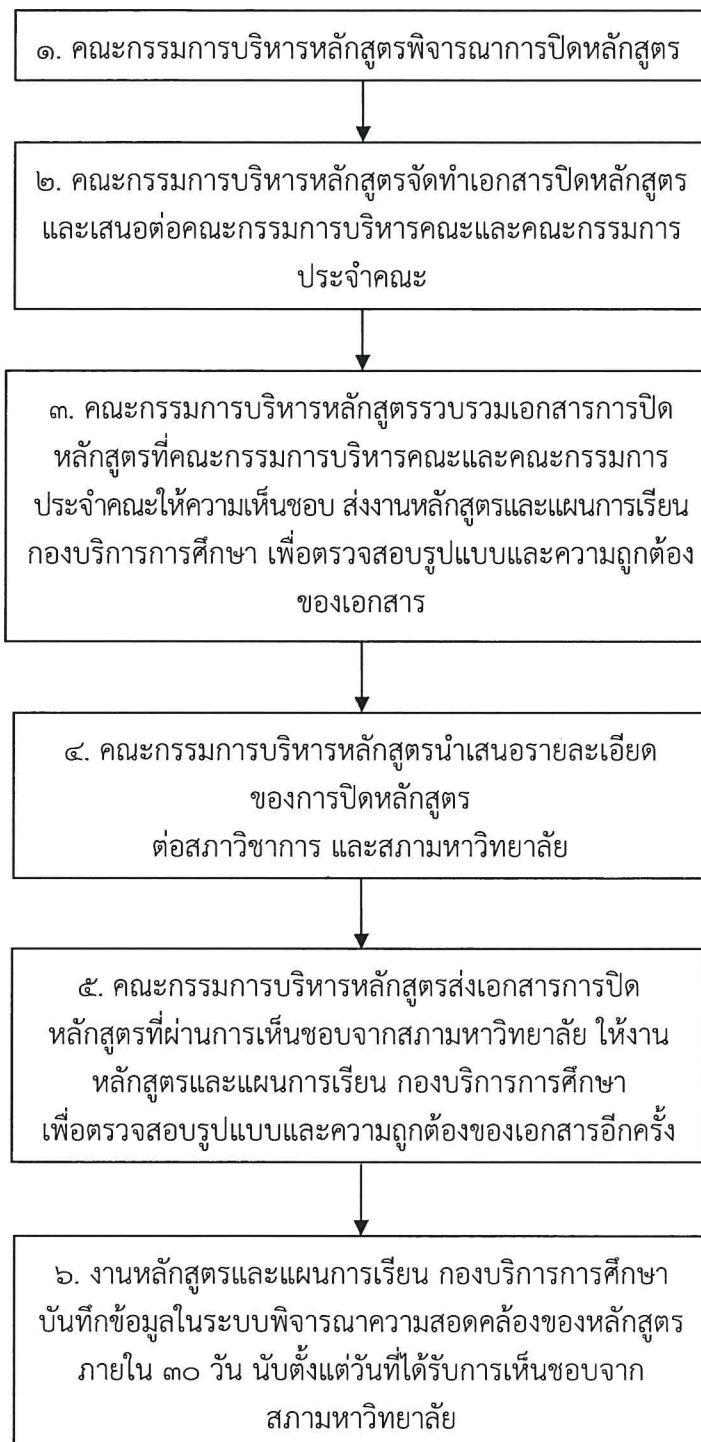 ๑. คณะกรรมการบริหารหลักสูตรพิจารณาการปิดหลักสูตร
๒. คณะกรรมการบริหารหลักสูตรจัดทำเอกสารปิดหลักสูตร
และเสนอต่อคณะกรรมการบริหารคณะและคณะกรรมการ
ประจำคณะ
๓. คณะกรรมการบริหารหลักสูตรรวบรวมเอกสารการปิด
หลักสูตรที่คณะกรรมการบริหารคณะและคณะกรรมการ
ประจำคณะให้ความเห็นชอบ ส่งงานหลักสูตรและแผนการเรียน
กองบริการการศึกษา เพื่อตรวจสอบรูปแบบและความถูกต้อง
ของเอกสาร
๔. คณะกรรมการบริหารหลักสูตรนำเสนอรายละเอียด
ของการปิดหลักสูตร
ต่อสภาวิชาการ และสภามหาวิทยาลัย
๕. คณะกรรมการบริหารหลักสูตรส่งเอกสารการปิด
หลักสูตรที่ผ่านการเห็นชอบจากสภามหาวิทยาลัย ให้งาน
หลักสูตรและแผนการเรียน กองบริการการศึกษา
เพื่อตรวจสอบรูปแบบและความถูกต้องของเอกสารอีกครั้ง
๖. งานหลักสูตรและแผนการเรียน กองบริการการศึกษา
บันทึกข้อมูลในระบบพิจารณาความสอดคล้องของหลักสูตร
ภายใน ๓๐ วัน นับตั้งแต่วันที่ได้รับการเห็นชอบจาก
สภามหาวิทยาลัย